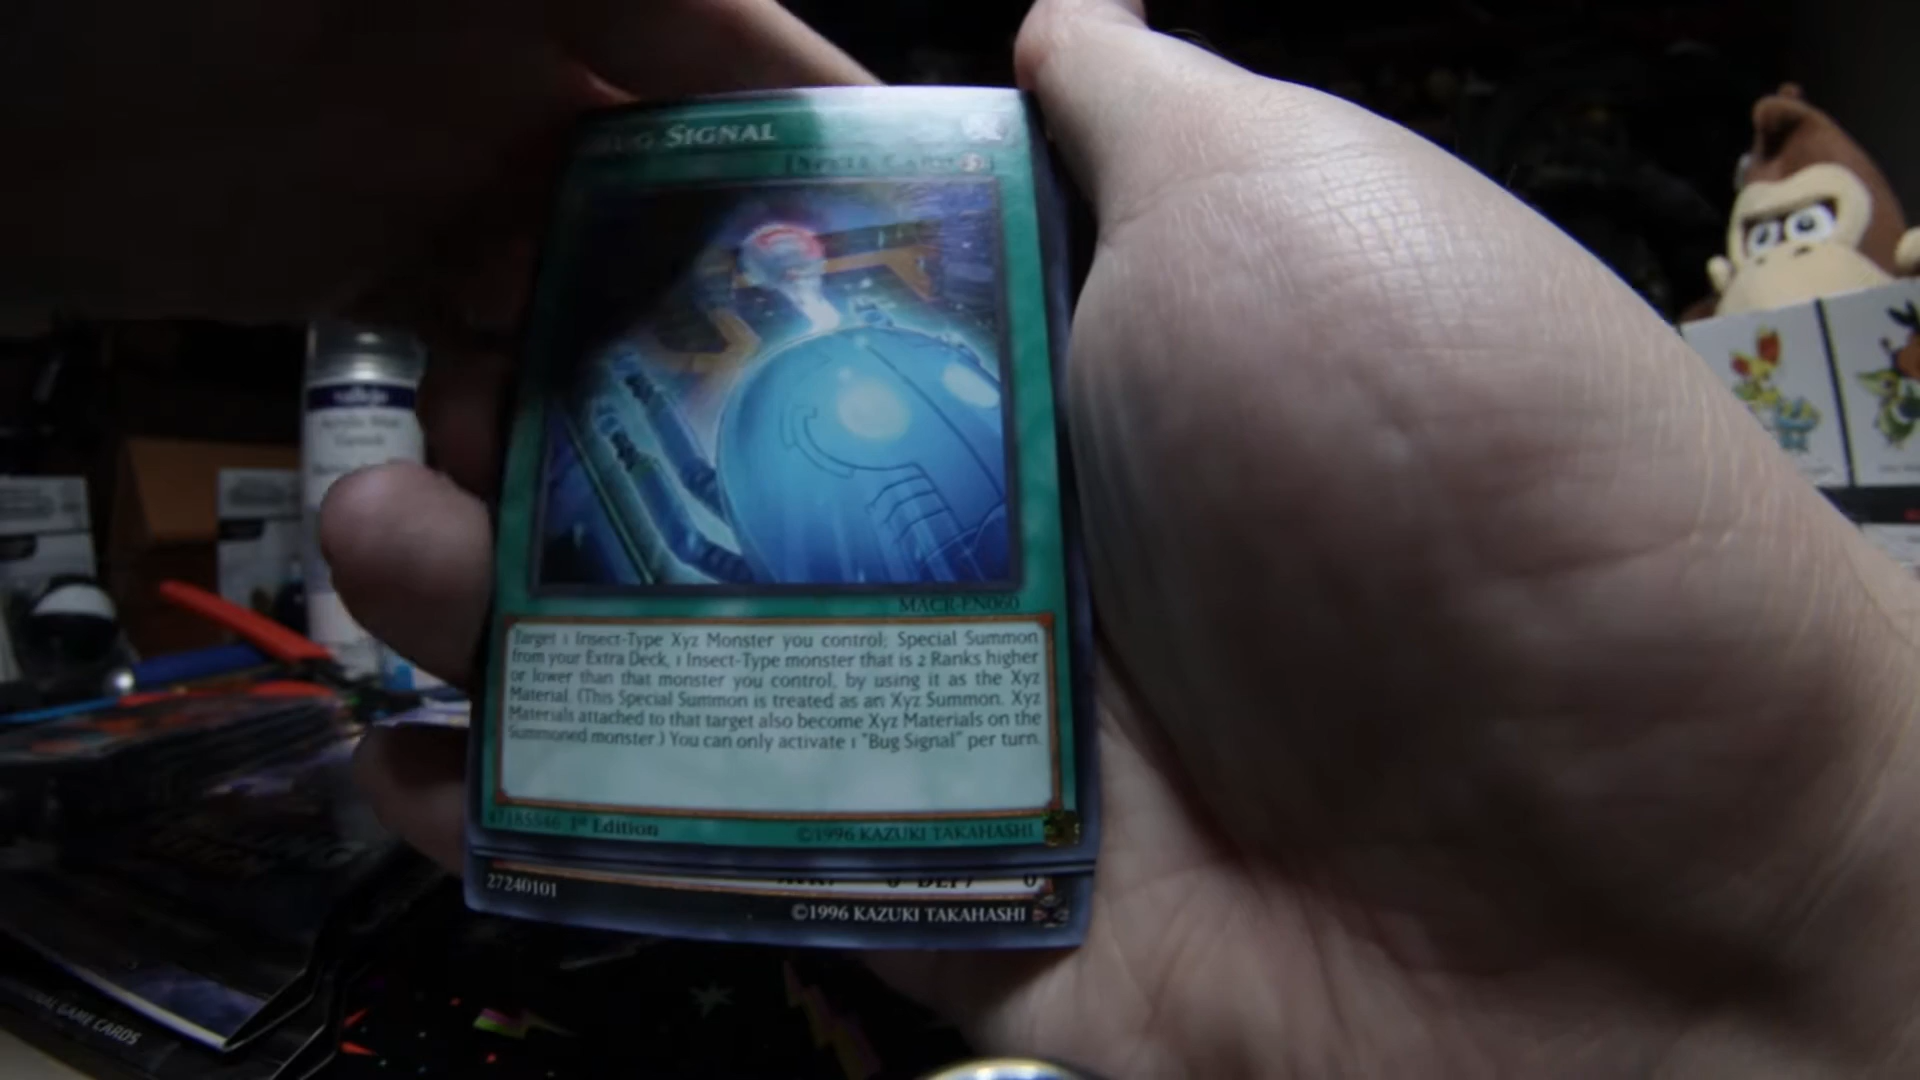 Bug Signal
[Spell Card]
MACR-EN060
Target 1 Insect-Type Xyz Monster you control; Special Summon
from your Extra Deck, 1 Insect-Type monster that is 2 Ranks higher
or lower than that monster you control, by using it as the Xyz
Material. (This Special Summon is treated as an Xyz Summon. Xyz
Materials attached to that target also become Xyz Materials on the
Summoned monster.) You can only activate 1 "Bug Signal" per turn.
1st Edition
©1996 KAZUKI TAKAHASHI
0 DEF/ 0
27240101
©1996 KAZUKI TAKAHASHI
GAME CARDS